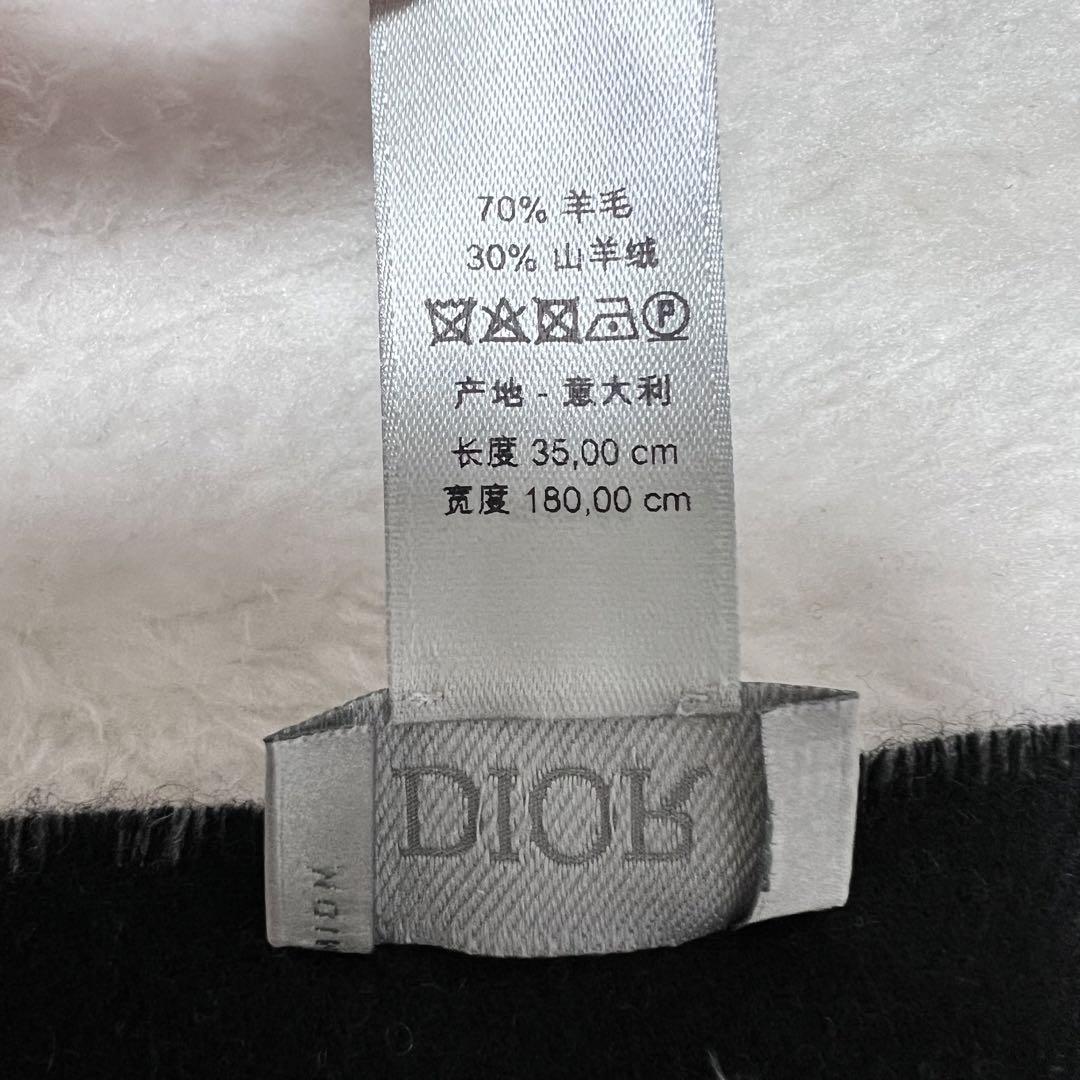 70% 羊毛
30% 山羊绒
P
产地 - 意大利
长度 35,00 cm
宽度 180,00 cm
DIOR